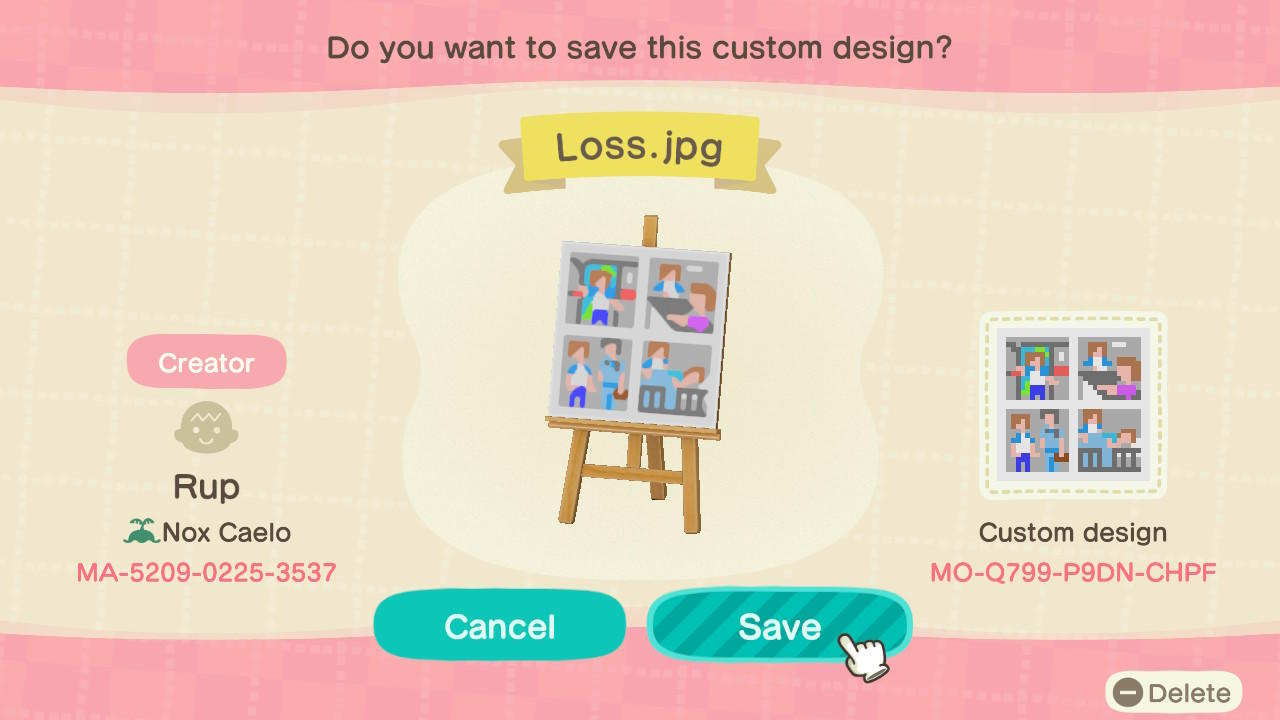 Do you want to save this custom design?
Loss.jpg
Creator
Rup
Nox Caelo
MA-5209-0225-3537
Custom design
MO-Q799-P9DN-CHPF
Cancel
Save
Delete